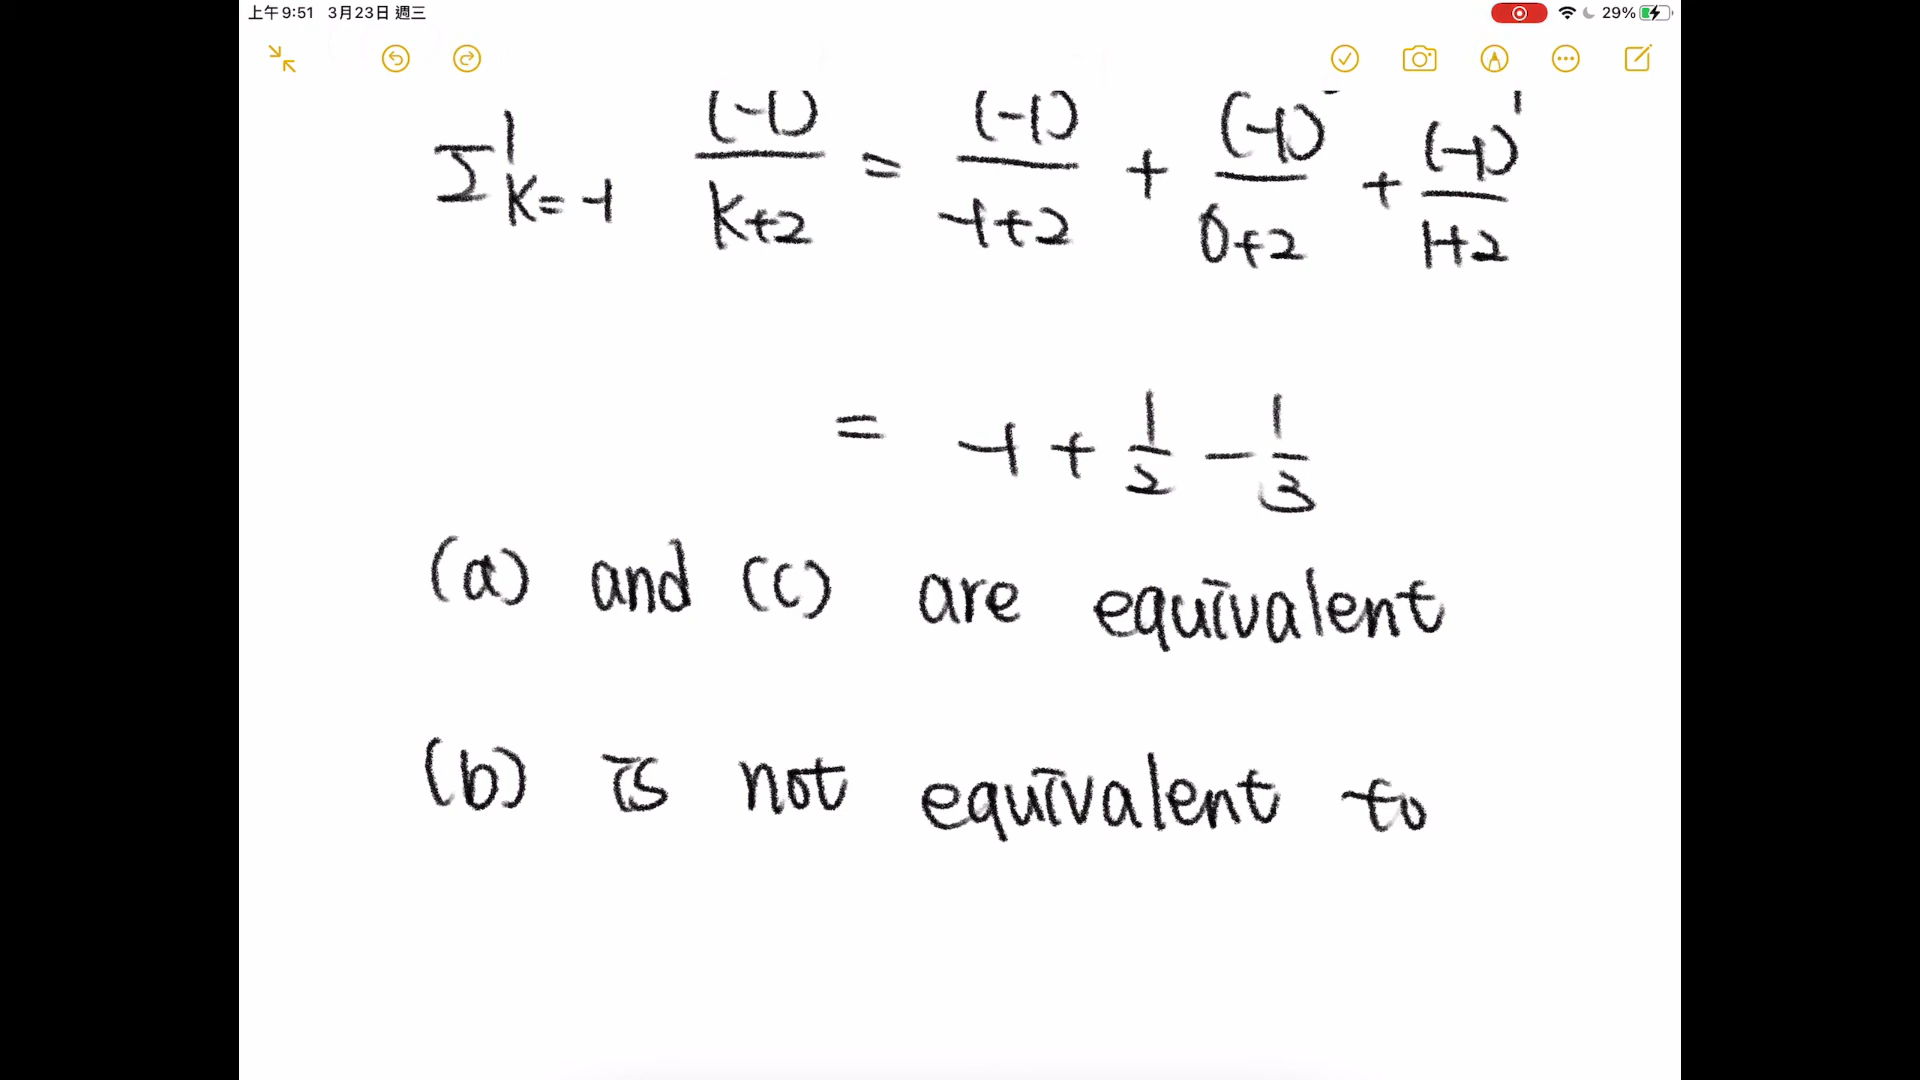 上午9:51 3月23日 週三 29%
Σ^1_{K=-1} (-1)/(K+2) = (-1)/(-1+2) + (-1)/(0+2) + (-1)^1/(1+2)
= -1 + 1/2 - 1/3
(a) and (c) are equivalent
(b) is not equivalent to